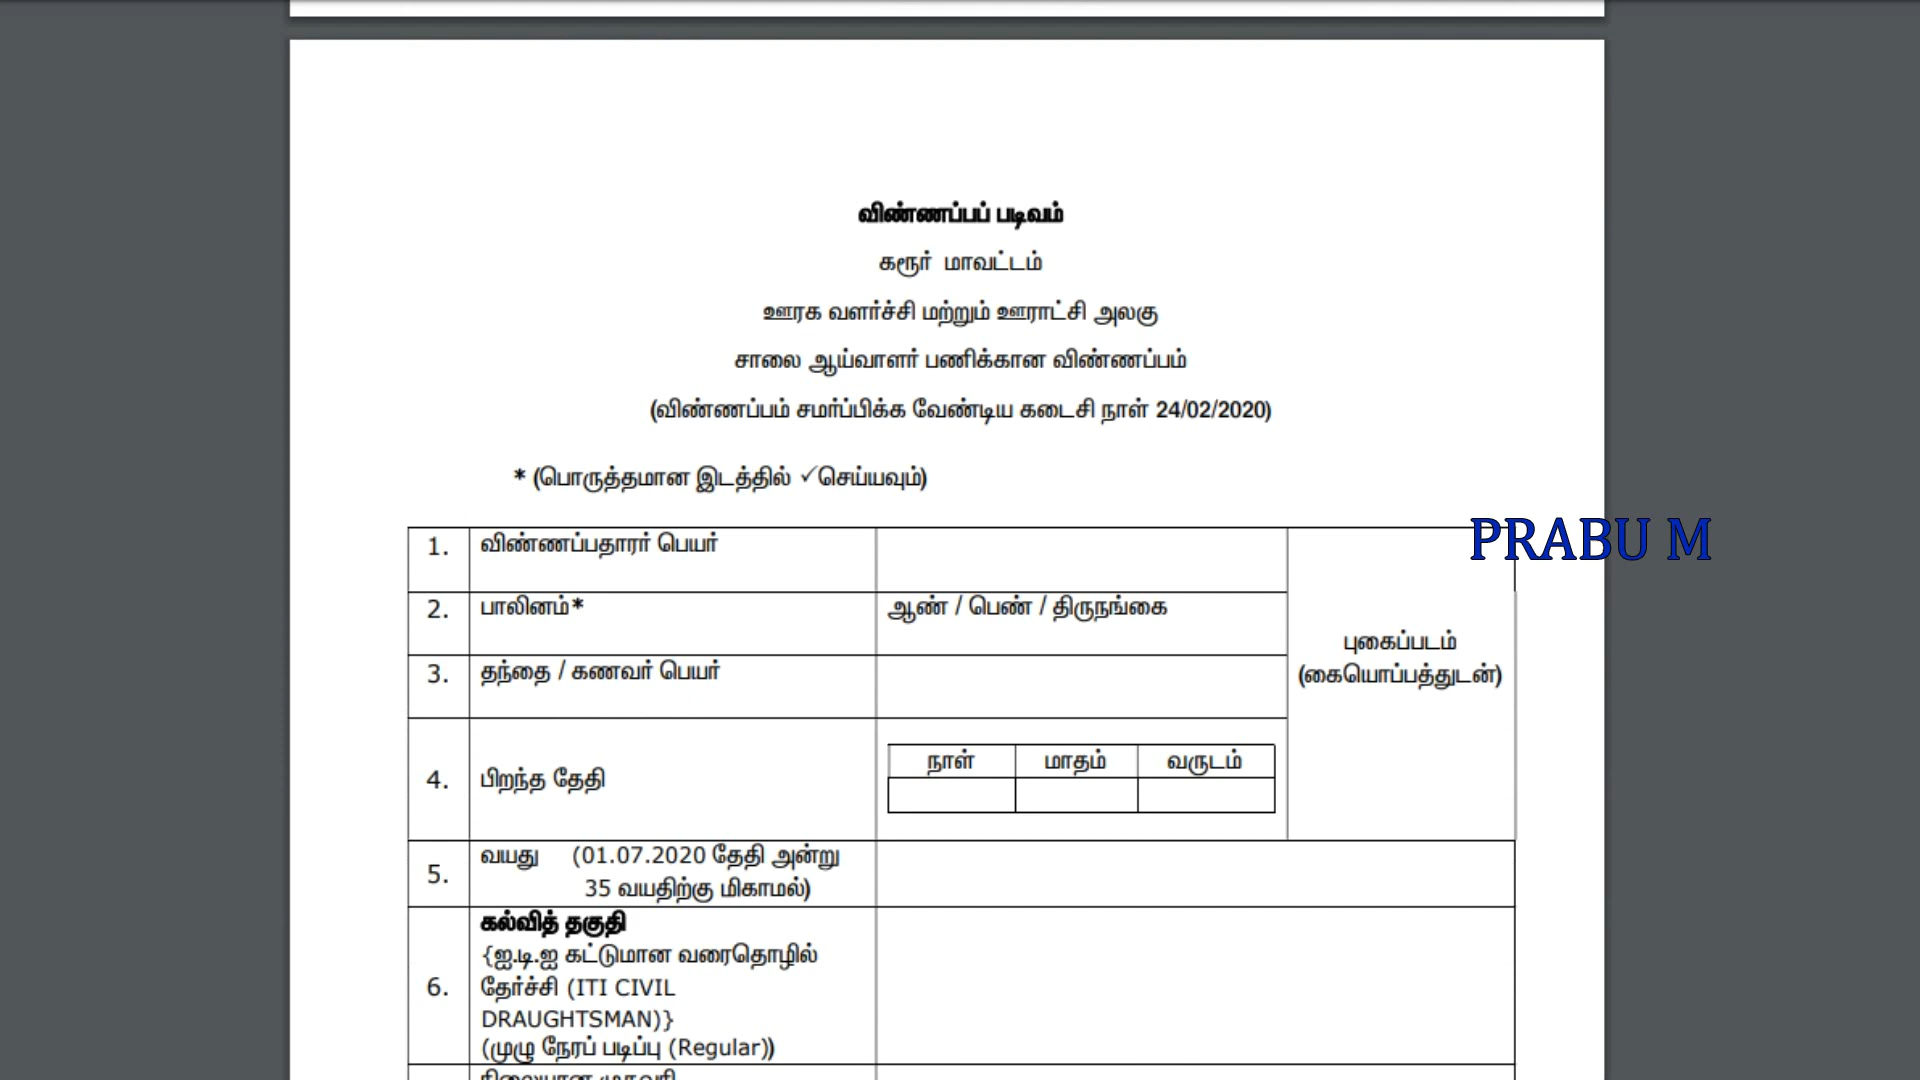 விண்ணப்பப் படிவம்
கரூர் மாவட்டம்
ஊரக வளர்ச்சி மற்றும் ஊராட்சி அலகு
சாலை ஆய்வாளர் பணிக்கான விண்ணப்பம்
(விண்ணப்பம் சமர்ப்பிக்க வேண்டிய கடைசி நாள் 24/02/2020)
* (பொருத்தமான இடத்தில் ✓செய்யவும்)
PRABU M
1. விண்ணப்பதாரர் பெயர்
2. பாலினம்* ஆண் / பெண் / திருநங்கை
புகைப்படம்
(கையொப்பத்துடன்)
3. தந்தை / கணவர் பெயர்
4. பிறந்த தேதி
நாள் மாதம் வருடம்
5. வயது (01.07.2020 தேதி அன்று
35 வயதிற்கு மிகாமல்)
6. கல்வித் தகுதி
{ஐ.டி.ஐ கட்டுமான வரைதொழில்
தேர்ச்சி (ITI CIVIL
DRAUGHTSMAN)}
(முழு நேரப் படிப்பு (Regular))